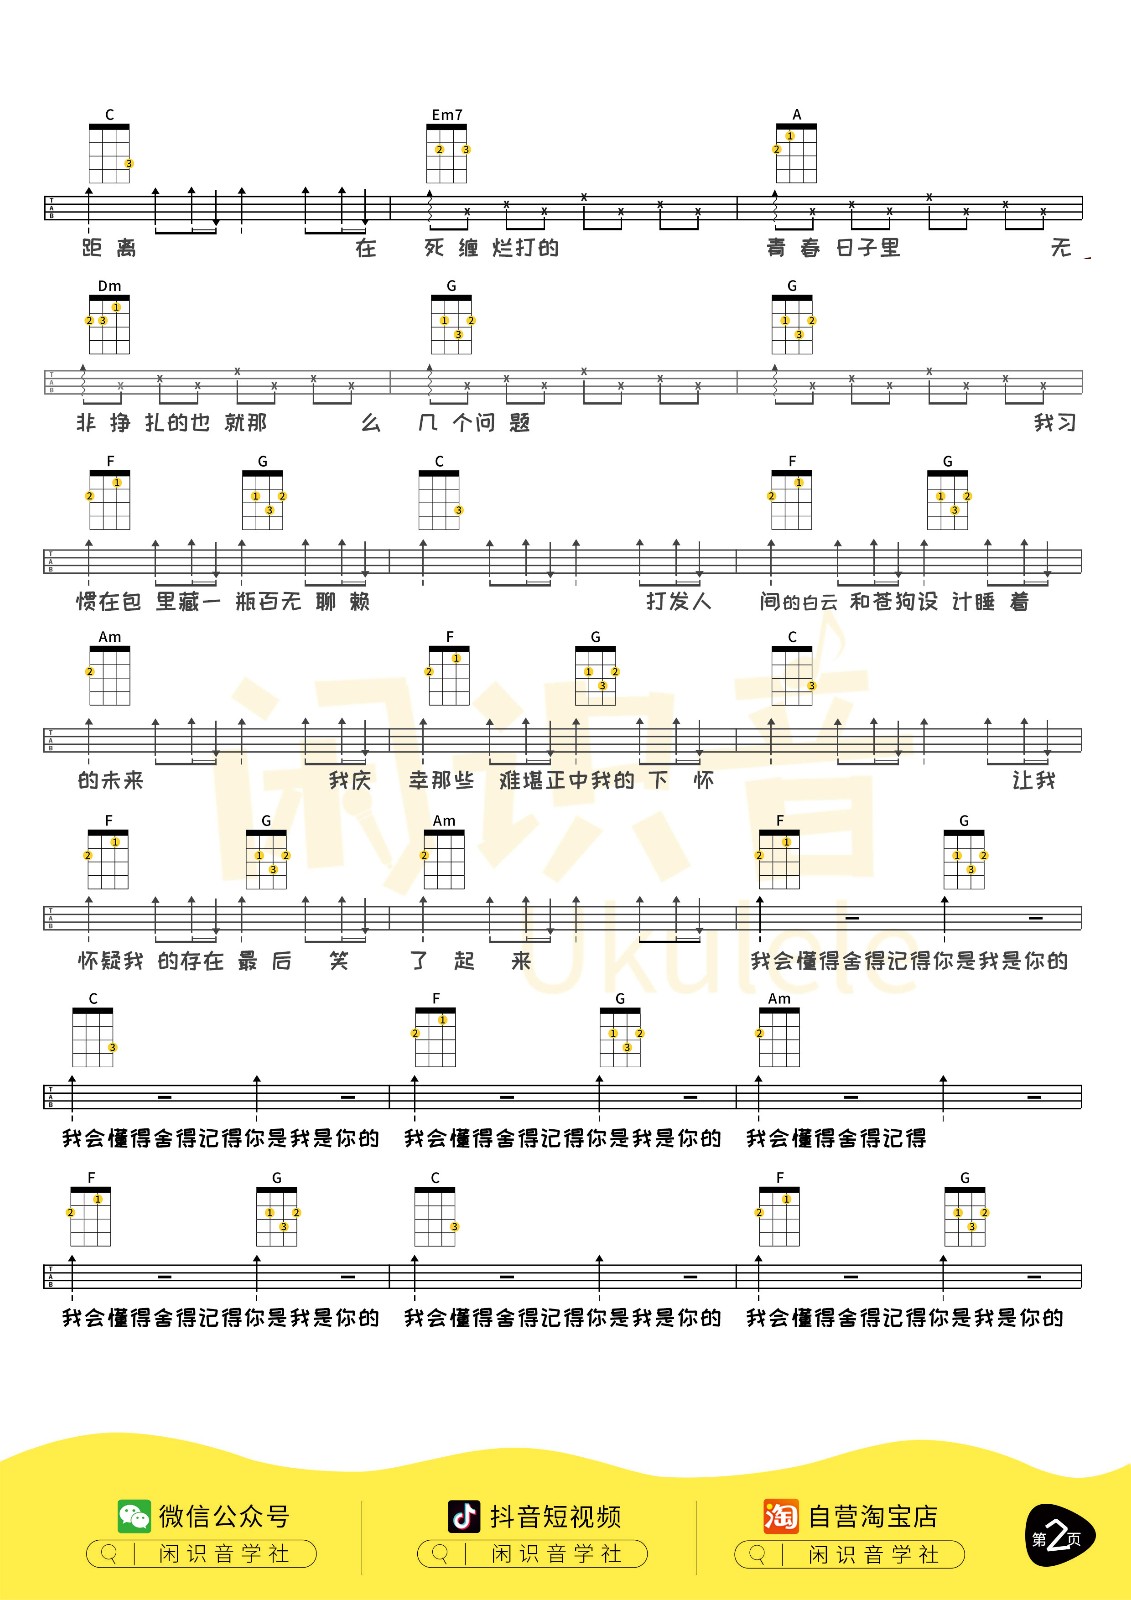 C Em7 A
距离 在 死缠烂打的 青春日子里 无
Dm G G
非挣扎的也就那 么 几个问题 我习
F G C F G
惯在包里藏一瓶百无聊赖 打发人 间的白云和苍狗设计睡着
Am F G C
的未来 我庆 幸那些难堪正中我的下怀 让我
F G Am F G
怀疑我的存在最后笑 了起来 我会懂得舍得记得你是我是你的
C F G Am
我会懂得舍得记得你是我是你的 我会懂得舍得记得你是我是你的 我会懂得舍得记得
F G C F G
我会懂得舍得记得你是我是你的 我会懂得舍得记得你是我是你的 我会懂得舍得记得你是我是你的
闲识音
Ukulele
微信公众号 抖音短视频 淘 自营淘宝店
闲识音学社 闲识音学社 闲识音学社
第2页